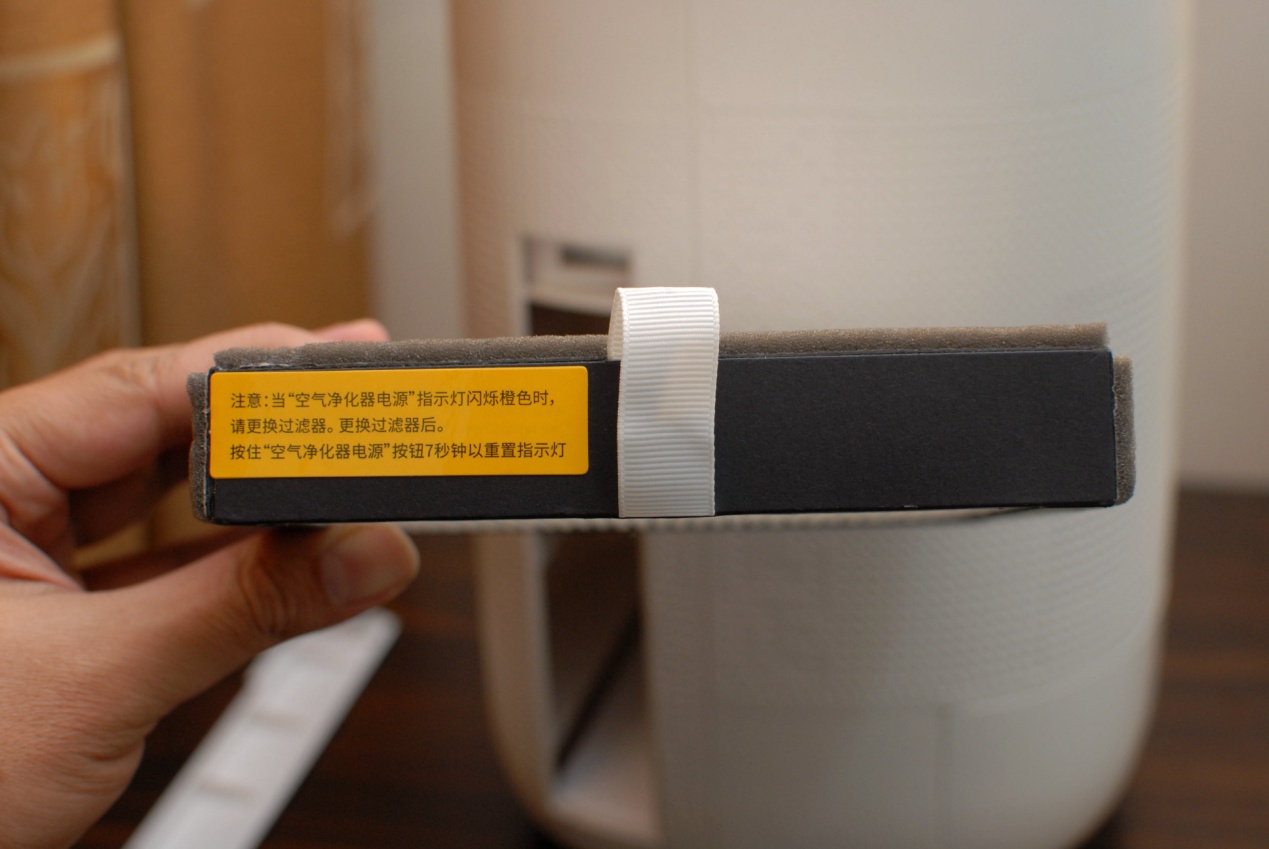 注意：当“空气净化器电源”指示灯闪烁橙色时，
请更换过滤器。更换过滤器后。
按住“空气净化器电源”按钮7秒钟以重置指示灯